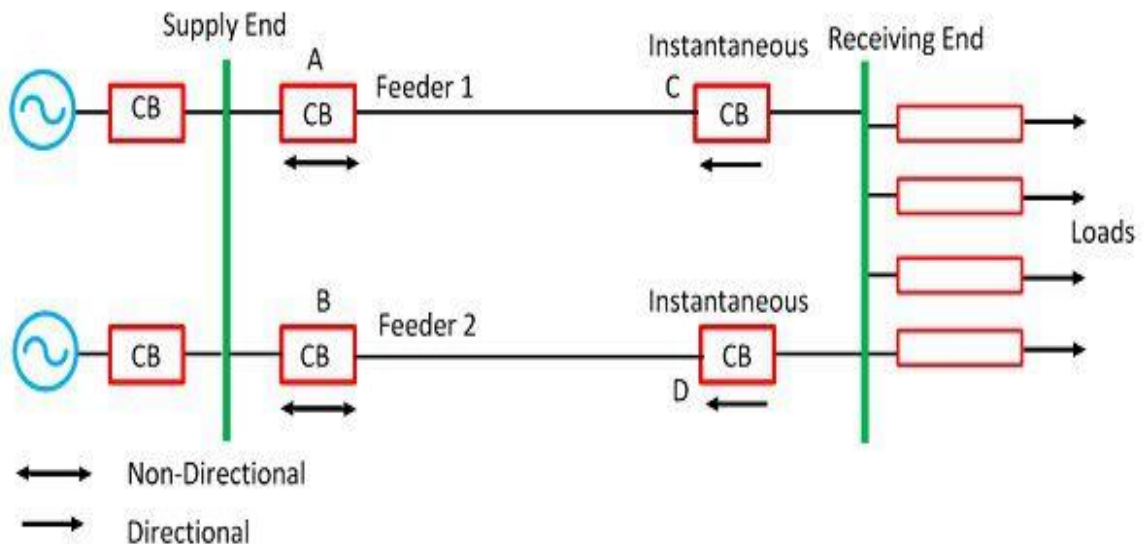 Supply End
Instantaneous
Receiving End
A
Feeder 1
C
CB
CB
CB
Loads
B
Feeder 2
Instantaneous
CB
CB
CB
D
Non-Directional
Directional